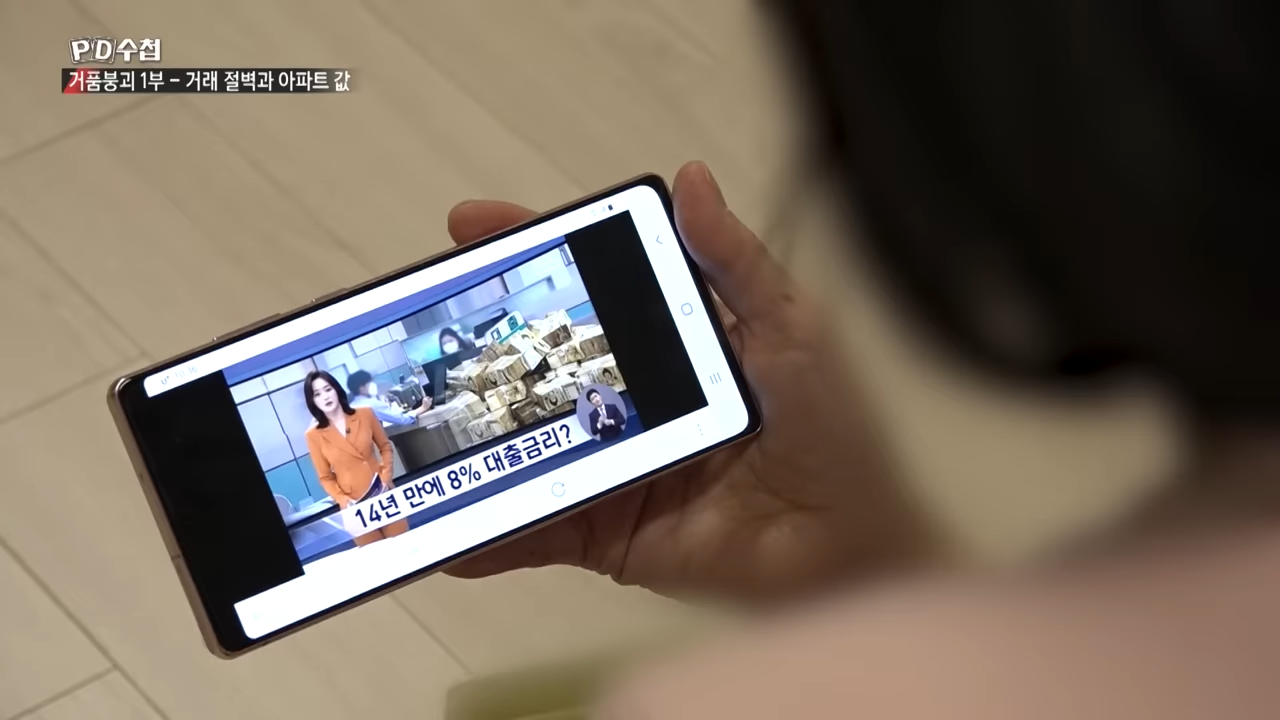 PD수첩
거품붕괴 1부 - 거래 절벽과 아파트 값
14년 만에 8% 대출금리?